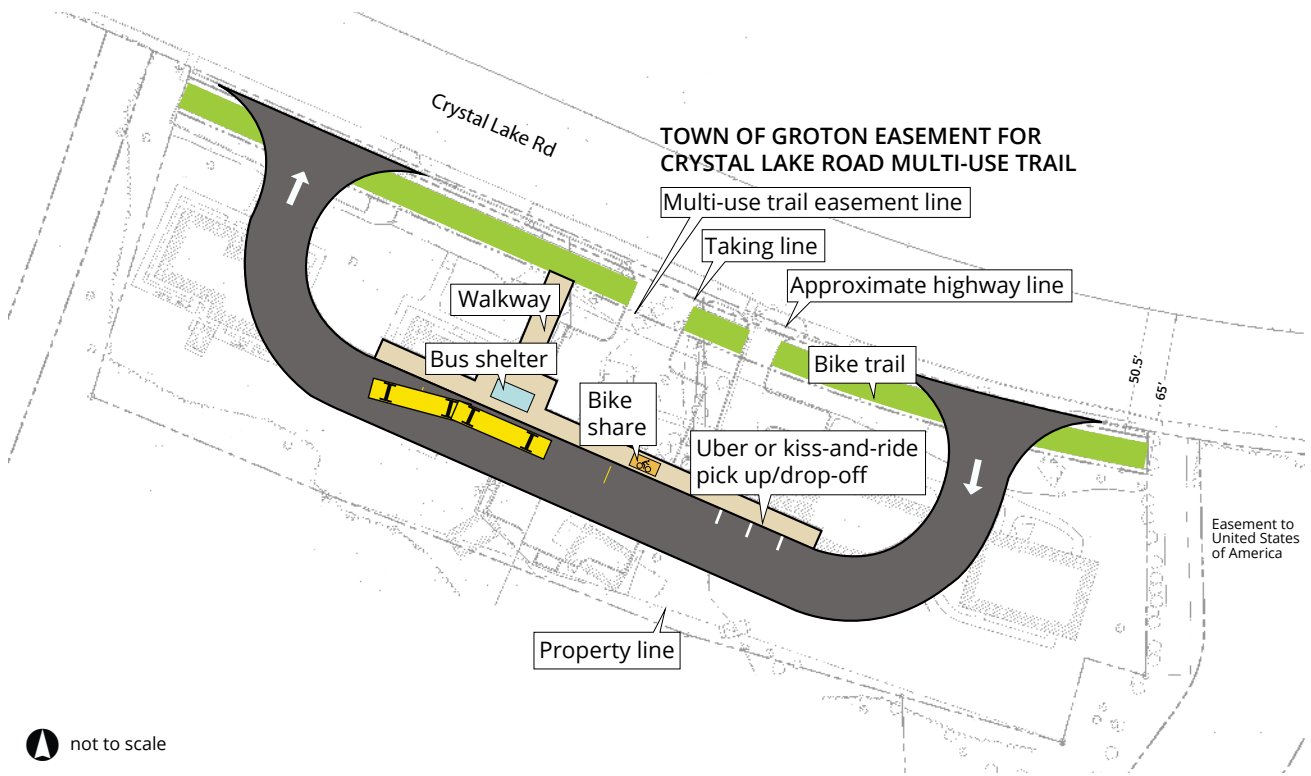 Crystal Lake Rd
TOWN OF GROTON EASEMENT FOR
CRYSTAL LAKE ROAD MULTI-USE TRAIL
Multi-use trail easement line
Taking line
Approximate highway line
Walkway
Bus shelter
Bike trail
50.5'
65'
Bike
share
Uber or kiss-and-ride
pick up/drop-off
Easement to
United States
of America
Property line
not to scale